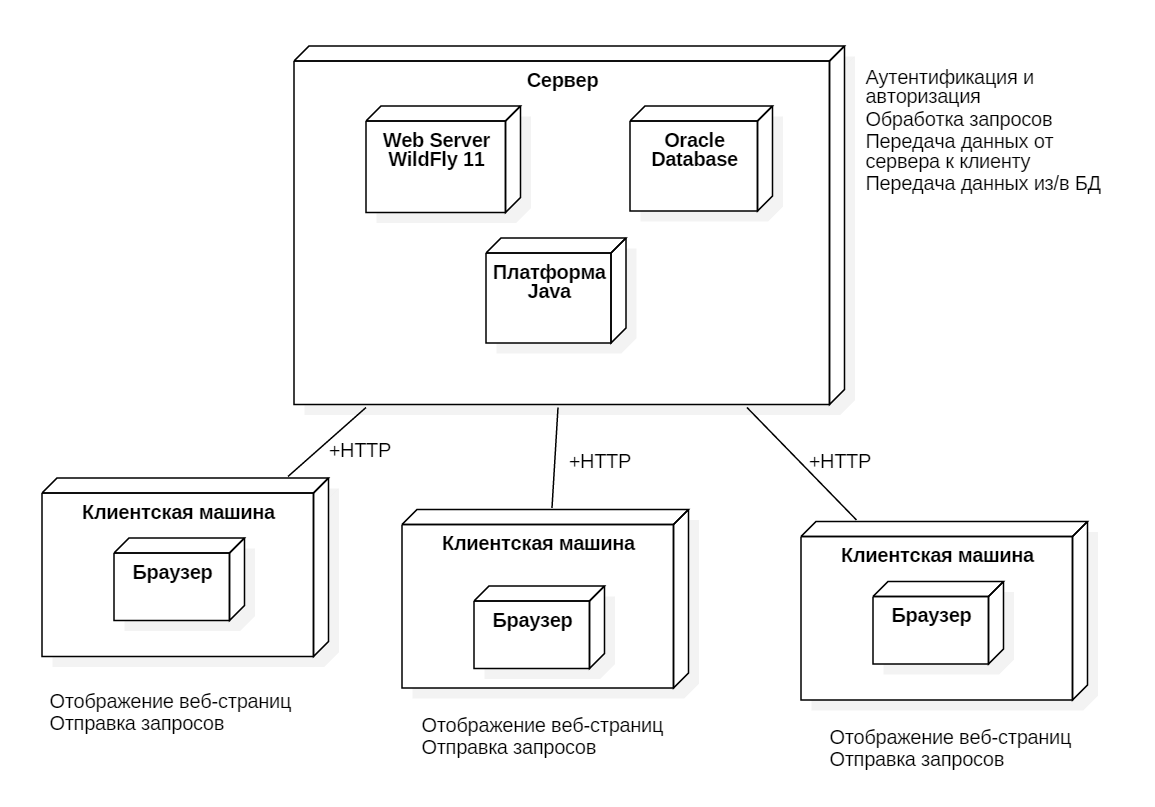 Сервер
Web Server
WildFly 11
Oracle
Database
Платформа
Java
Аутентификация и
авторизация
Обработка запросов
Передача данных от
сервера к клиенту
Передача данных из/в БД
+HTTP
+HTTP
+HTTP
Клиентская машина
Браузер
Отображение веб-страниц
Отправка запросов
Клиентская машина
Браузер
Отображение веб-страниц
Отправка запросов
Клиентская машина
Браузер
Отображение веб-страниц
Отправка запросов